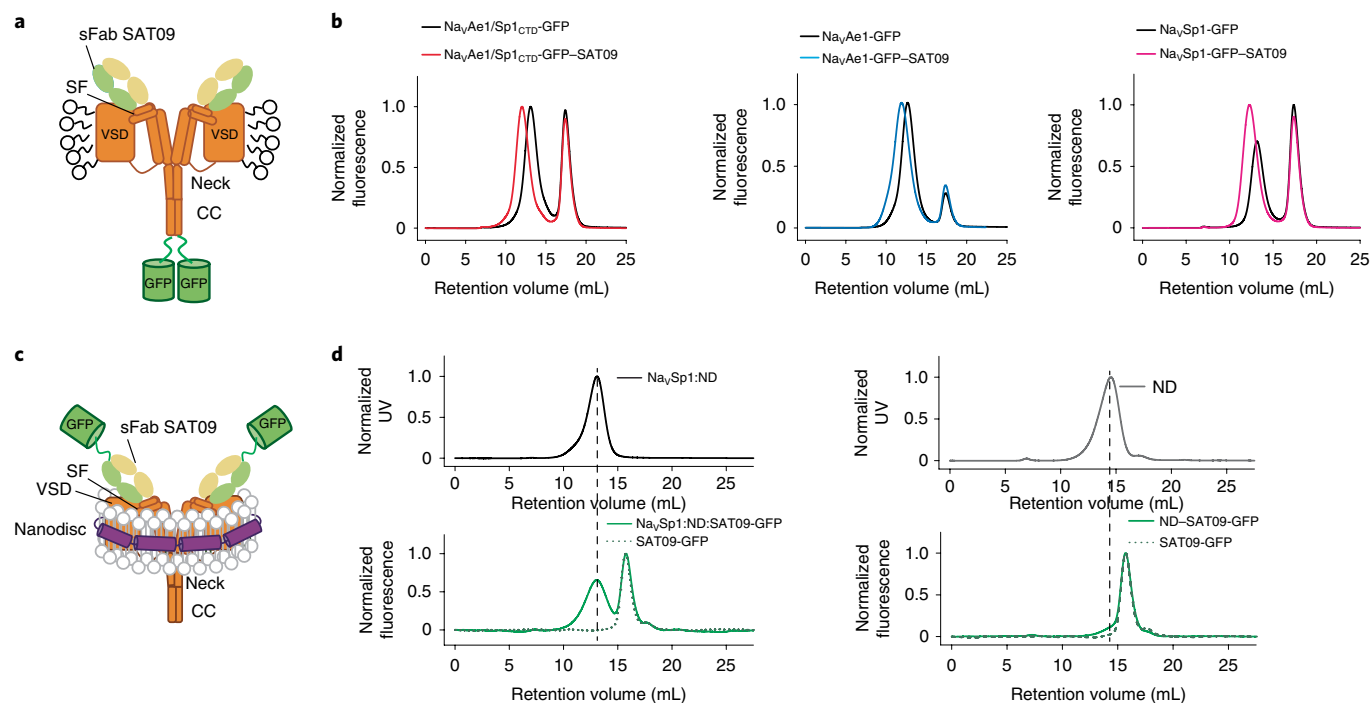 a
sFab SAT09
SF
VSD
VSD
Neck
CC
GFP
GFP
b
NaVAe1/Sp1CTD-GFP
NaVAe1/Sp1CTD-GFP–SAT09
Normalized
fluorescence
1.0
0.5
0
0 5 10 15 20 25
Retention volume (mL)
NaVAe1-GFP
NaVAe1-GFP–SAT09
Normalized
fluorescence
1.0
0.5
0
0 5 10 15 20 25
Retention volume (mL)
NaVSp1-GFP
NaVSp1-GFP–SAT09
Normalized
fluorescence
1.0
0.5
0
0 5 10 15 20 25
Retention volume (mL)
c
GFP
GFP
sFab SAT09
SF
VSD
Nanodisc
Neck
CC
d
NaVSp1:ND
Normalized
UV
1.0
0.5
0
0 5 10 15 20 25
Retention volume (mL)
NaVSp1:ND:SAT09-GFP
SAT09-GFP
Normalized
fluorescence
1.0
0.5
0
0 5 10 15 20 25
Retention volume (mL)
ND
Normalized
UV
1.0
0.5
0
0 5 10 15 20 25
Retention volume (mL)
ND–SAT09-GFP
SAT09-GFP
Normalized
fluorescence
1.0
0.5
0
0 5 10 15 20 25
Retention volume (mL)